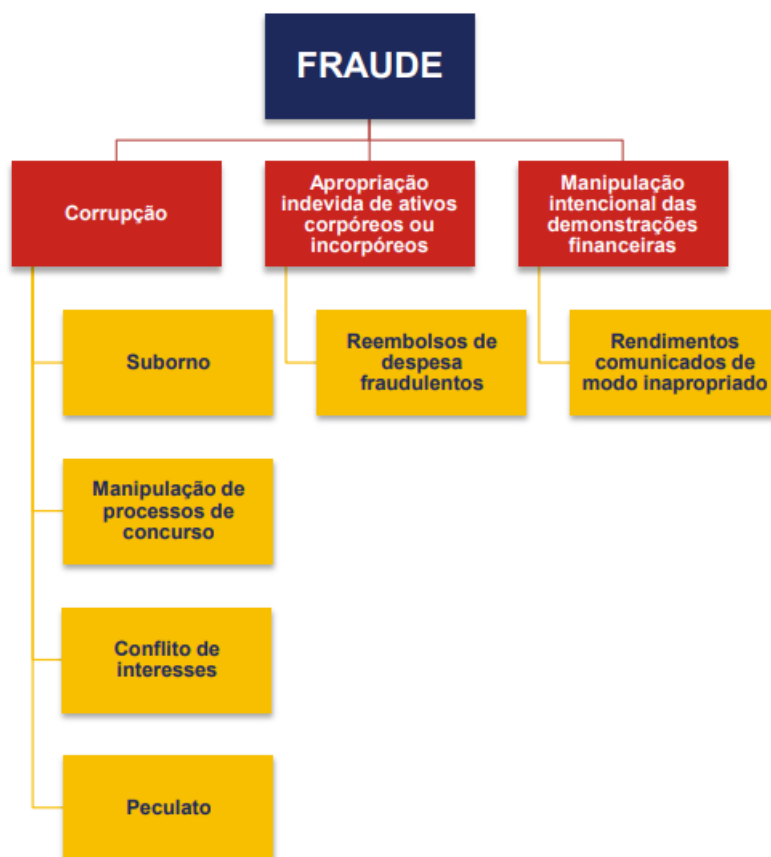 FRAUDE
Corrupção
Apropriação
indevida de ativos
corpóreos ou
incorpóreos
Manipulação
intencional das
demonstrações
financeiras
Suborno
Reembolsos de
despesa
fraudulentos
Rendimentos
comunicados de
modo inapropriado
Manipulação de
processos de
concurso
Conflito de
interesses
Peculato